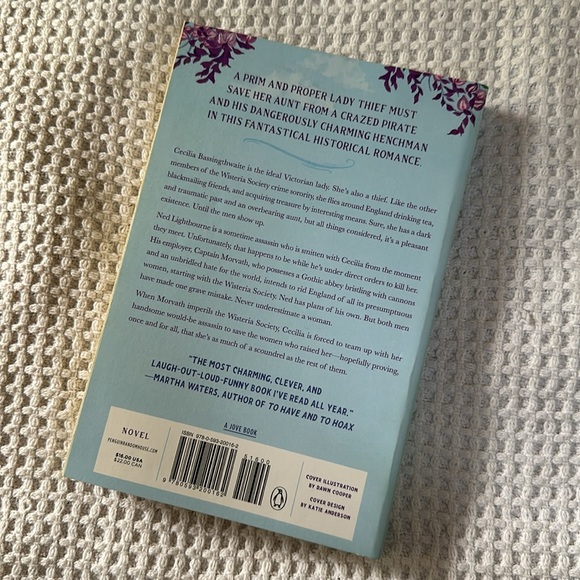 A PRIM AND PROPER LADY THIEF MUST
SAVE HER AUNT FROM A CRAZED PIRATE
AND HIS DANGEROUSLY CHARMING HENCHMAN
IN THIS FANTASTICAL HISTORICAL ROMANCE.
Cecilia Bassingthwaite is the ideal Victorian lady. She's also a thief. Like the other
members of the Wisteria Society crime sorority, she flies around England drinking tea,
blackmailing friends, and acquiring treasure by interesting means. Sure, she has a dark
and traumatic past and an overbearing aunt, but all things considered, it's a pleasant
existence. Until the men show up.
Ned Lightbourne is a sometime assassin who is smitten with Cecilia from the moment
they meet. Unfortunately, that happens to be while he's under direct orders to kill her.
His employer, Captain Morvath, who possesses a Gothic abbey bristling with cannons
and an unbridled hate for the world, intends to rid England of all its presumptuous
women, starting with the Wisteria Society. Ned has plans of his own. But both men
have made one grave mistake. Never underestimate a woman.
When Morvath imperils the Wisteria Society, Cecilia is forced to team up with her
handsome would-be assassin to save the women who raised her—hopefully proving,
once and for all, that she's as much of a scoundrel as the rest of them.
"THE MOST CHARMING, CLEVER, AND
LAUGH-OUT-LOUD-FUNNY BOOK I'VE READ ALL YEAR."
—MARTHA WATERS, AUTHOR OF TO HAVE AND TO HOAX
A JOVE BOOK
NOVEL
PENGUINRANDOMHOUSE.COM
$16.00 USA
$22.00 CAN
ISBN 978-0-593-20016-2
51600
9 780593 200162
COVER ILLUSTRATION
BY DAWN COOPER
COVER DESIGN
BY KATIE ANDERSON